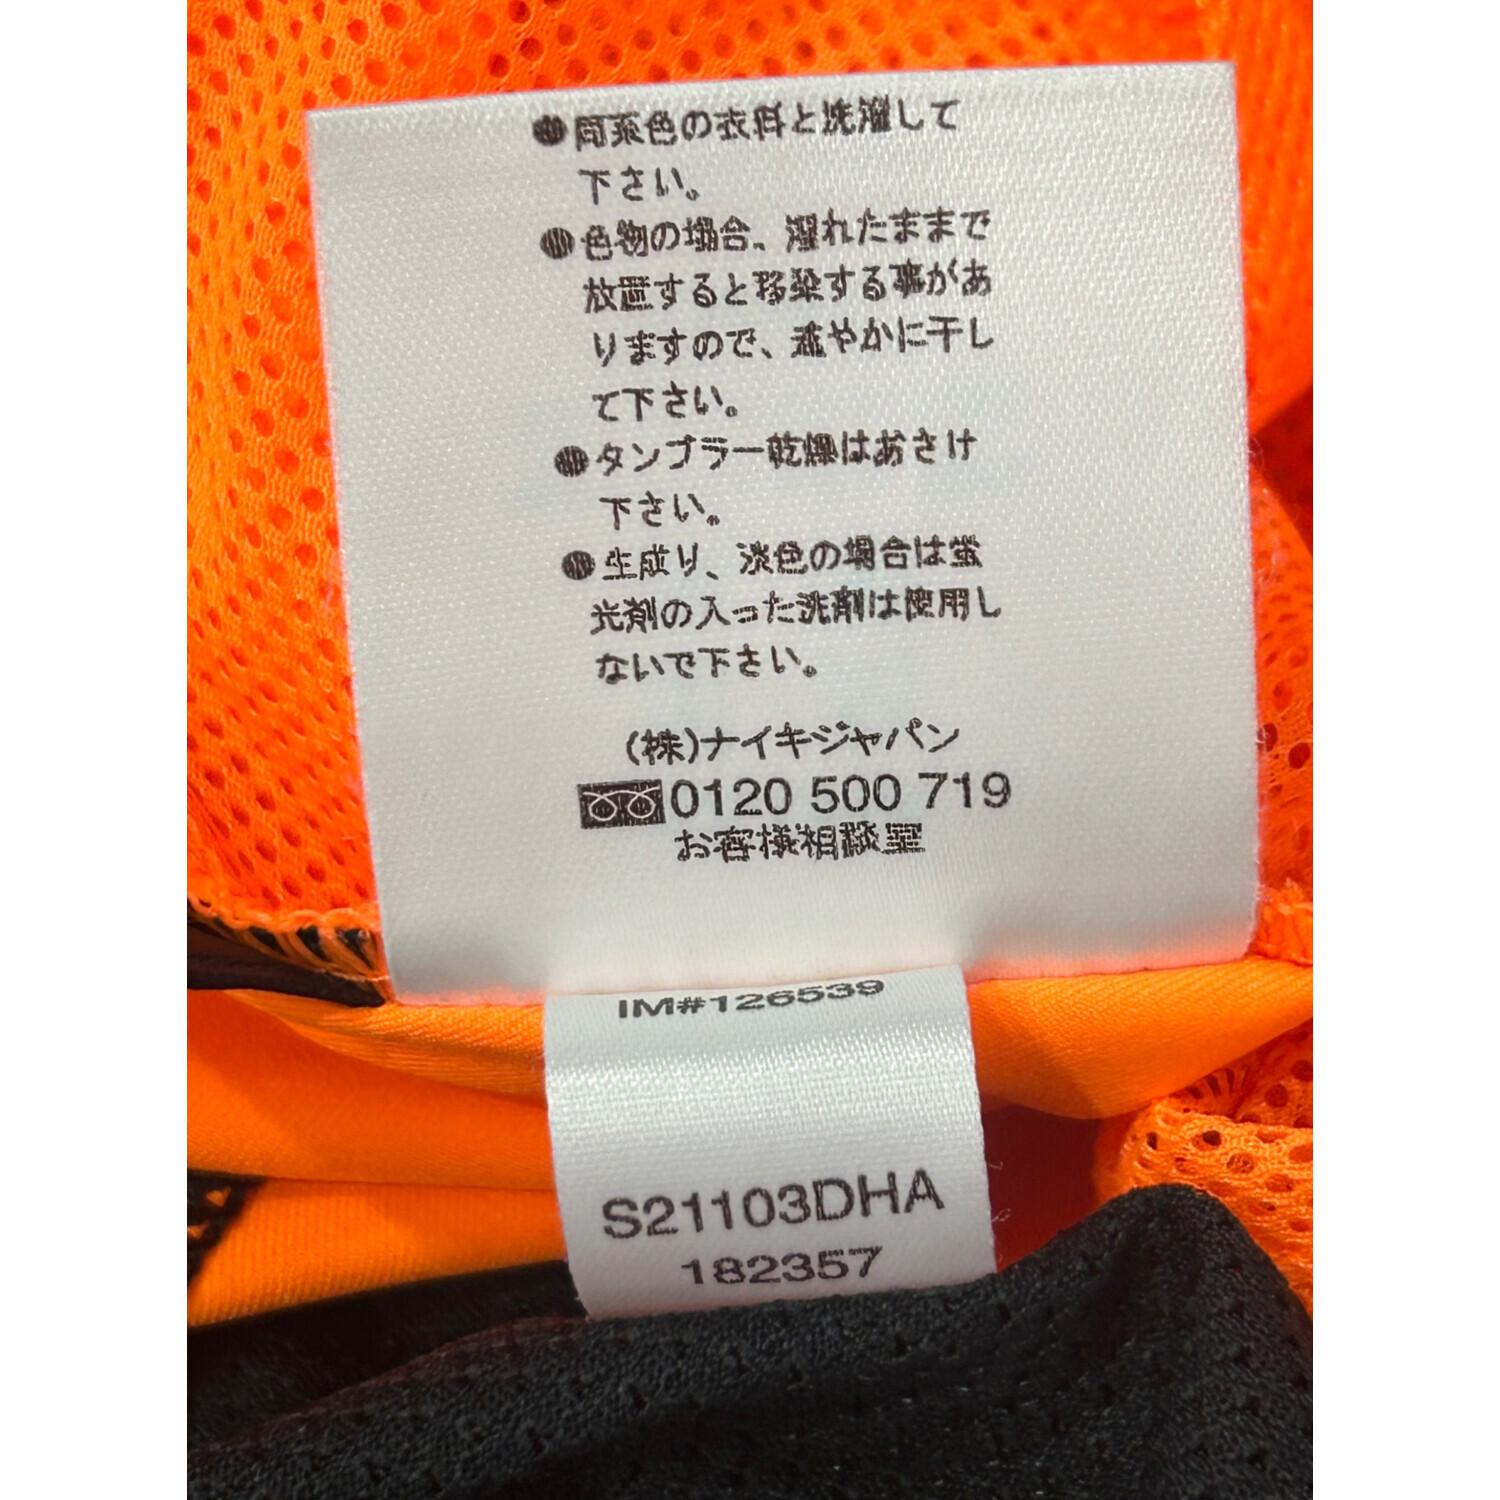 ●同系色の衣料と洗濯して
下さい。
●色物の場合、濡れたままで
放置すると移染する事があ
りますので、速やかに干し
て下さい。
●タンブラー乾燥はおさけ
下さい。
●生成り、淡色の場合は蛍
光剤の入った洗剤は使用し
ないで下さい。
(株)ナイキジャパン
0120 500 719
お客様相談室
IM#126539
S21103DHA
182357